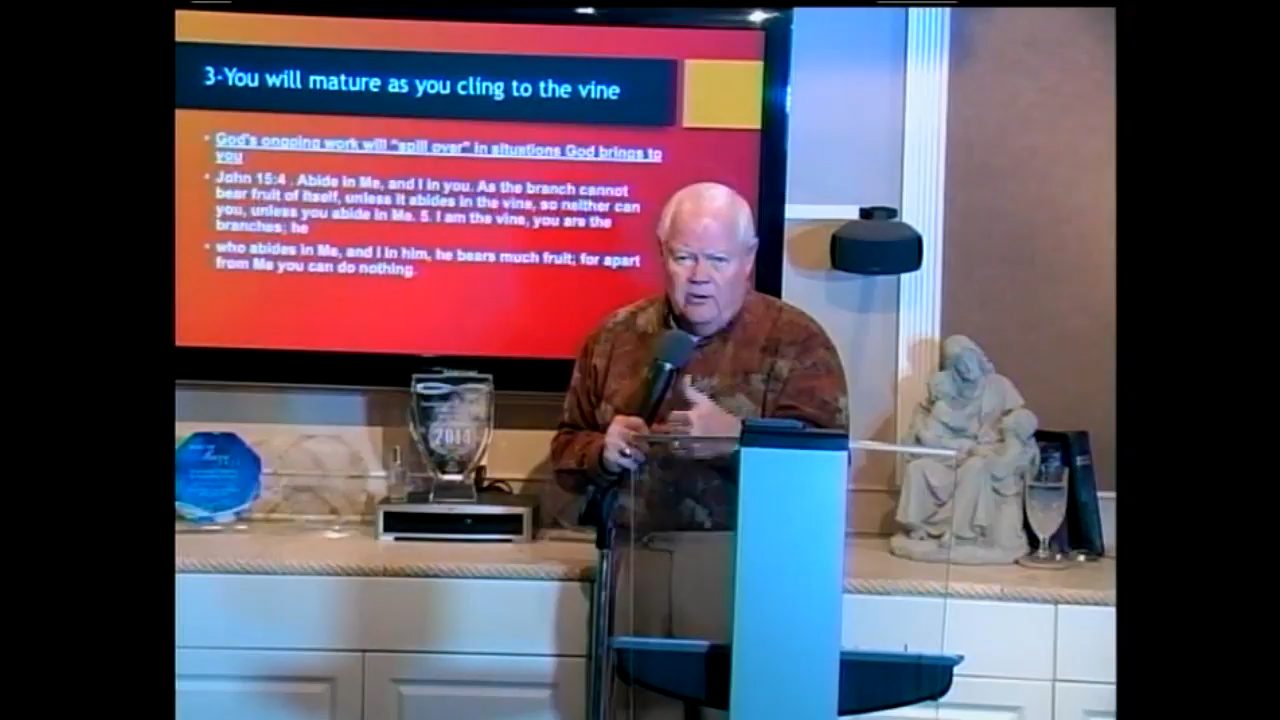 3-You will mature as you cling to the vine
God's ongoing work will "spill over" in situations God brings to
you
John 15:4 . Abide in Me, and I in you. As the branch cannot
bear fruit of itself, unless it abides in the vine, so neither can
you, unless you abide in Me. 5. I am the vine, you are the
branches; he
who abides in Me, and I in him, he bears much fruit; for apart
from Me you can do nothing.
2014